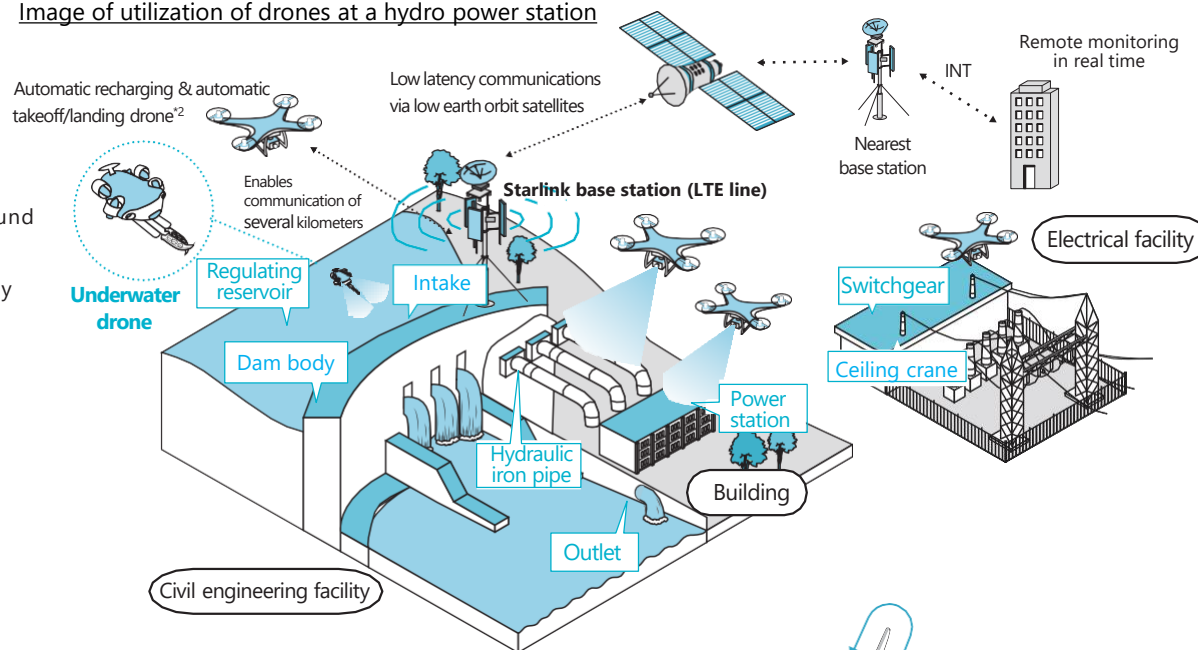 Image of utilization of drones at a hydro power station
Automatic recharging & automatic
takeoff/landing drone*2
Low latency communications
via low earth orbit satellites
Remote monitoring
in real time
INT
Nearest
base station
Enables
communication of
several kilometers
Starlink base station (LTE line)
und
y
Underwater
drone
Regulating
reservoir
Intake
Dam body
Hydraulic
iron pipe
Power
station
Building
Outlet
Civil engineering facility
Electrical facility
Switchgear
Ceiling crane